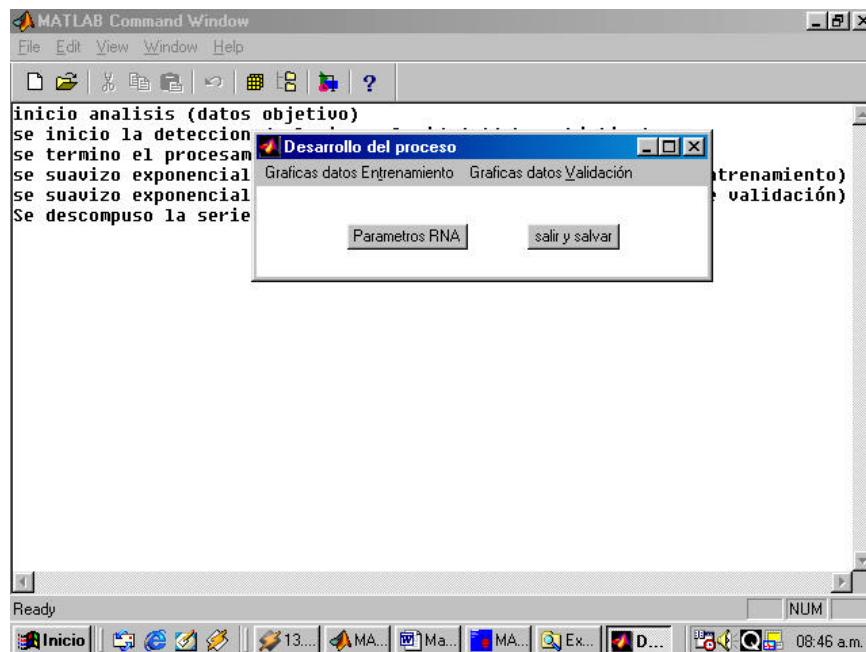 MATLAB Command Window
File Edit View Window Help
inicio analisis (datos objetivo)
se inicio la deteccion
se termino el procesam
se suavizo exponencial ntrenamiento)
se suavizo exponencial validación)
Se descompuso la serie
Desarrollo del proceso
Graficas datos Entrenamiento Graficas datos Validación
Parametros RNA salir y salvar
Ready NUM
Inicio 13.... MA... Ma... MA... Ex... D... 08:46 a.m.